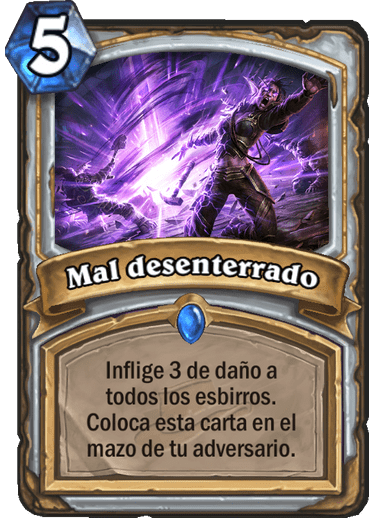 5
Mal desenterrado
Inflige 3 de daño a
todos los esbirros.
Coloca esta carta en el
mazo de tu adversario.